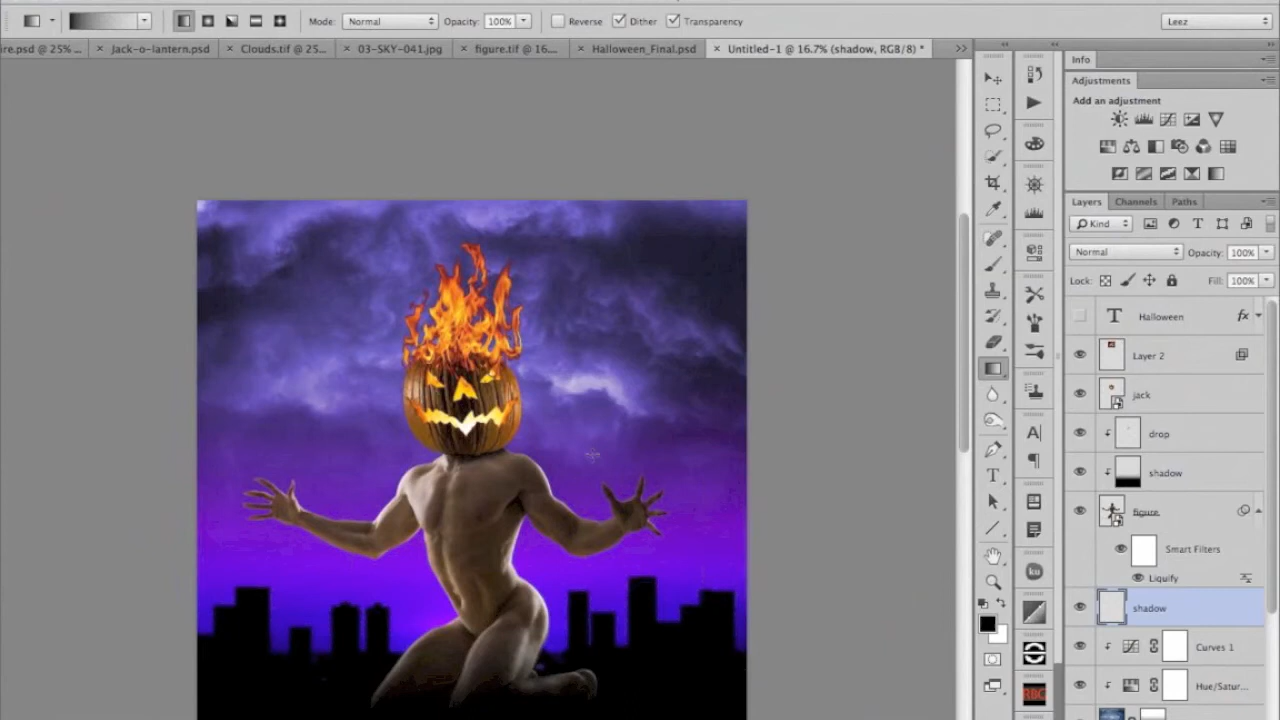 Mode: Normal Opacity: 100% Reverse Dither Transparency Leez
ire.psd @ 25% ... Jack-o-lantern.psd Clouds.tif @ 25... 03-SKY-041.jpg figure.tif @ 16.... Halloween_Final.psd Untitled-1 @ 16.7% (shadow, RGB/8) *
Info
Adjustments
Add an adjustment
Layers Channels Paths
Kind
Normal Opacity: 100%
Lock: Fill: 100%
T Halloween fx
Layer 2
jack
drop
shadow
figure
Smart Filters
Liquify
shadow
Curves 1
Hue/Satur...
ku
RBG